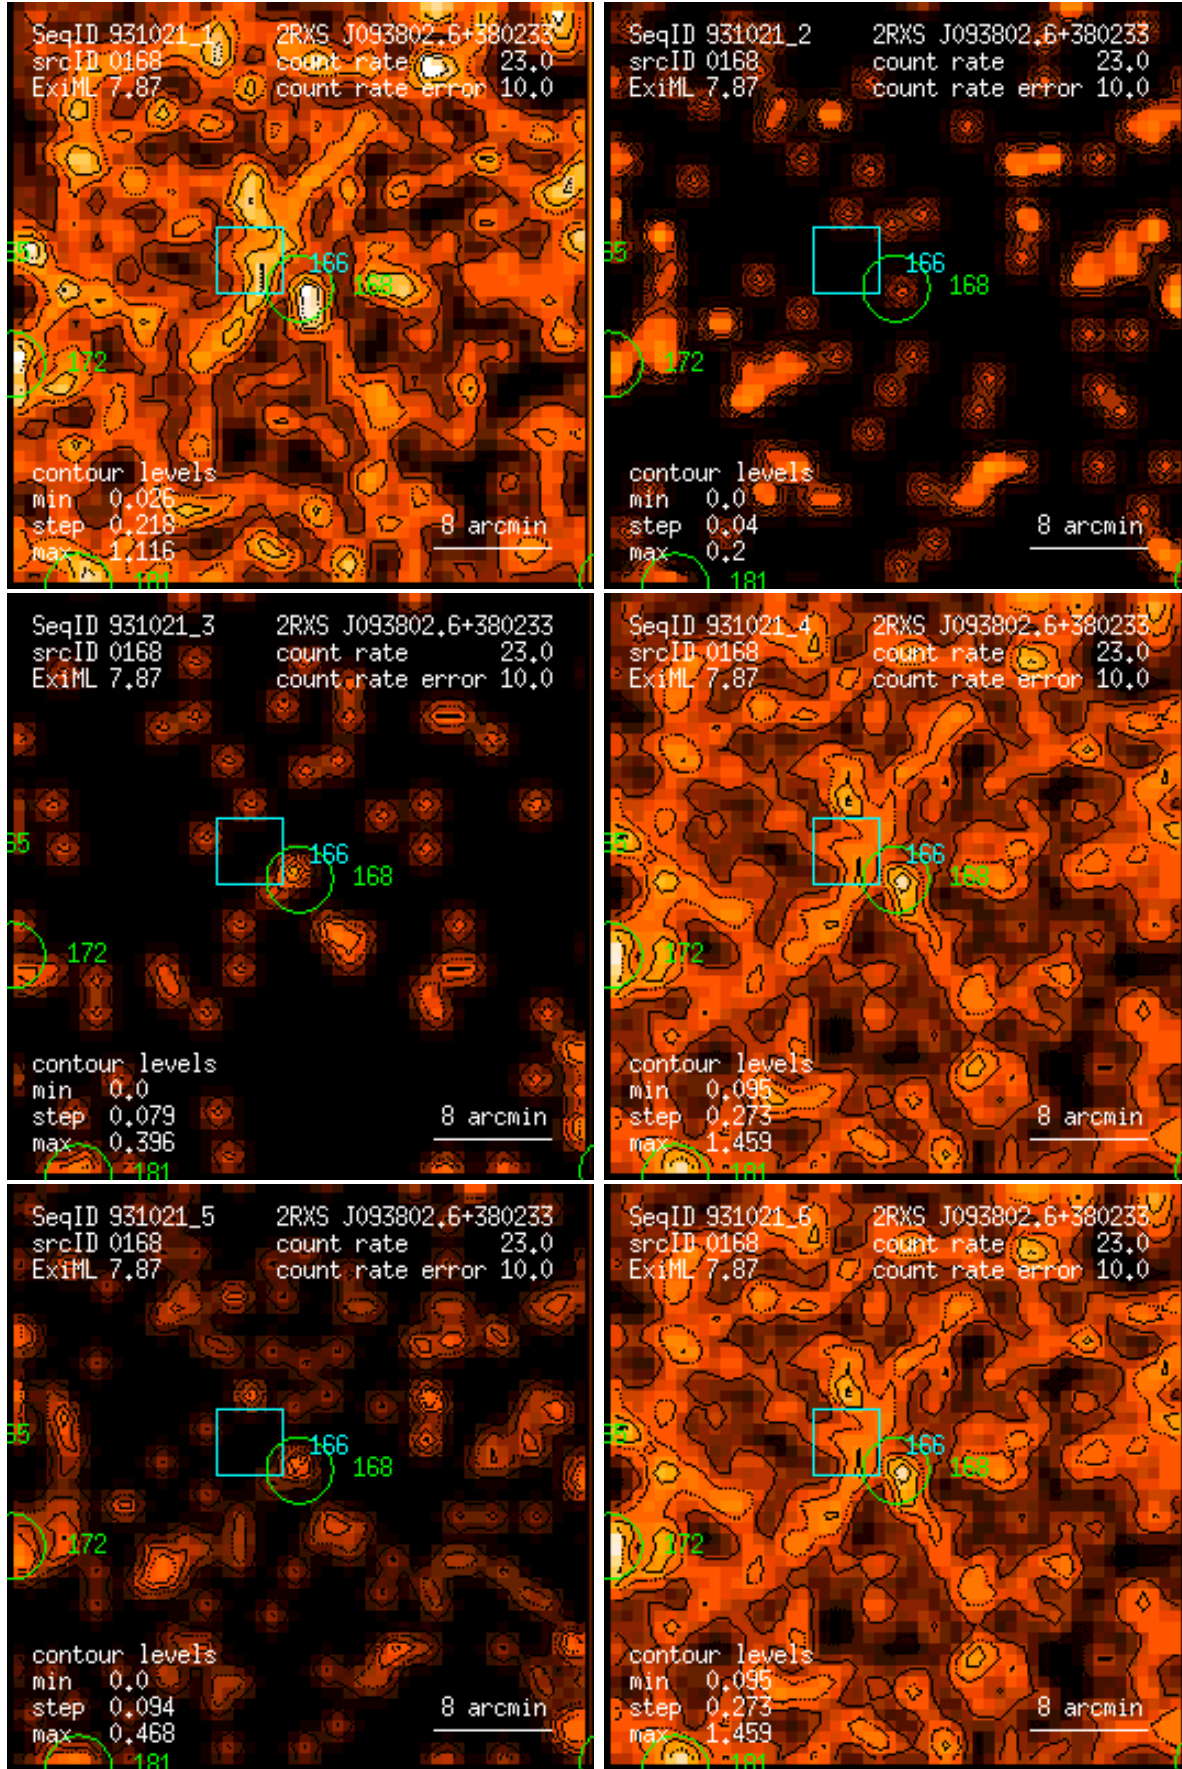 SeqID 931021_1 2RXS J093802.6+380233
srcID 0168 count rate 23.0
ExiML 7.87 count rate error 10.0
166
168
172
contour levels
min 0.026
step 0.218
max 1.116
8 arcmin
181
SeqID 931021_2 2RXS J093802.6+380233
srcID 0168 count rate 23.0
ExiML 7.87 count rate error 10.0
166
168
172
contour levels
min 0.0
step 0.04
max 0.2
8 arcmin
181
SeqID 931021_3 2RXS J093802.6+380233
srcID 0168 count rate 23.0
ExiML 7.87 count rate error 10.0
166
168
172
contour levels
min 0.0
step 0.079
max 0.396
8 arcmin
181
SeqID 931021_4 2RXS J093802.6+380233
srcID 0168 count rate 23.0
ExiML 7.87 count rate error 10.0
166
168
172
contour levels
min 0.095
step 0.273
max 1.459
8 arcmin
181
SeqID 931021_5 2RXS J093802.6+380233
srcID 0168 count rate 23.0
ExiML 7.87 count rate error 10.0
166
168
172
contour levels
min 0.0
step 0.094
max 0.468
8 arcmin
181
SeqID 931021_6 2RXS J093802.6+380233
srcID 0168 count rate 23.0
ExiML 7.87 count rate error 10.0
166
168
172
contour levels
min 0.095
step 0.273
max 1.459
8 arcmin
181